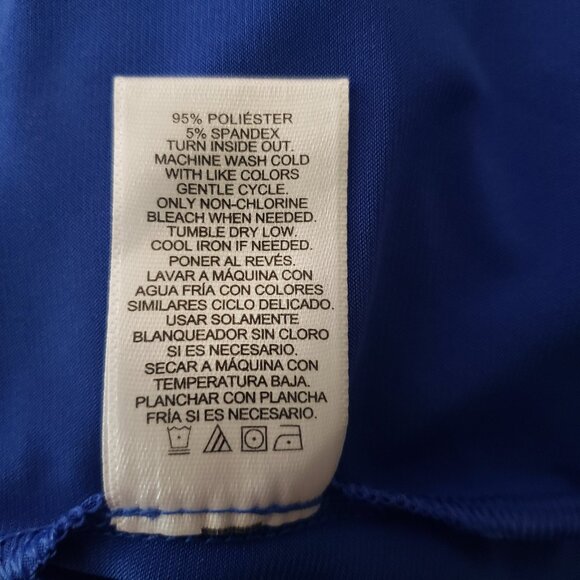 95% POLIÉSTER
5% SPANDEX
TURN INSIDE OUT.
MACHINE WASH COLD
WITH LIKE COLORS
GENTLE CYCLE.
ONLY NON-CHLORINE
BLEACH WHEN NEEDED.
TUMBLE DRY LOW.
COOL IRON IF NEEDED.
PONER AL REVÉS.
LAVAR A MÁQUINA CON
AGUA FRÍA CON COLORES
SIMILARES CICLO DELICADO.
USAR SOLAMENTE
BLANQUEADOR SIN CLORO
SI ES NECESARIO.
SECAR A MÁQUINA CON
TEMPERATURA BAJA.
PLANCHAR CON PLANCHA
FRÍA SI ES NECESARIO.